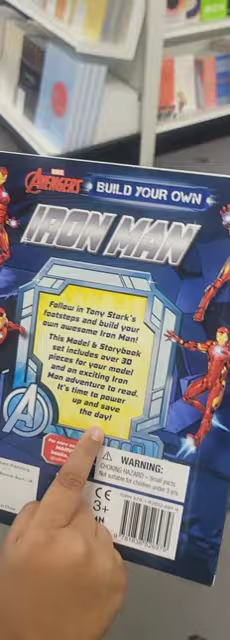 MARVEL
AVENGERS
BUILD YOUR OWN
IRON MAN
Follow in Tony Stark's
footsteps and build your
own awesome Iron Man!
This Model & Storybook
set includes over 30
pieces for your model
and an exciting Iron
Man adventure to read.
It's time to power
up and save
the day!
WARNING:
CHOKING HAZARD – Small parts
Not suitable for children under 3 yrs.
CE
3+